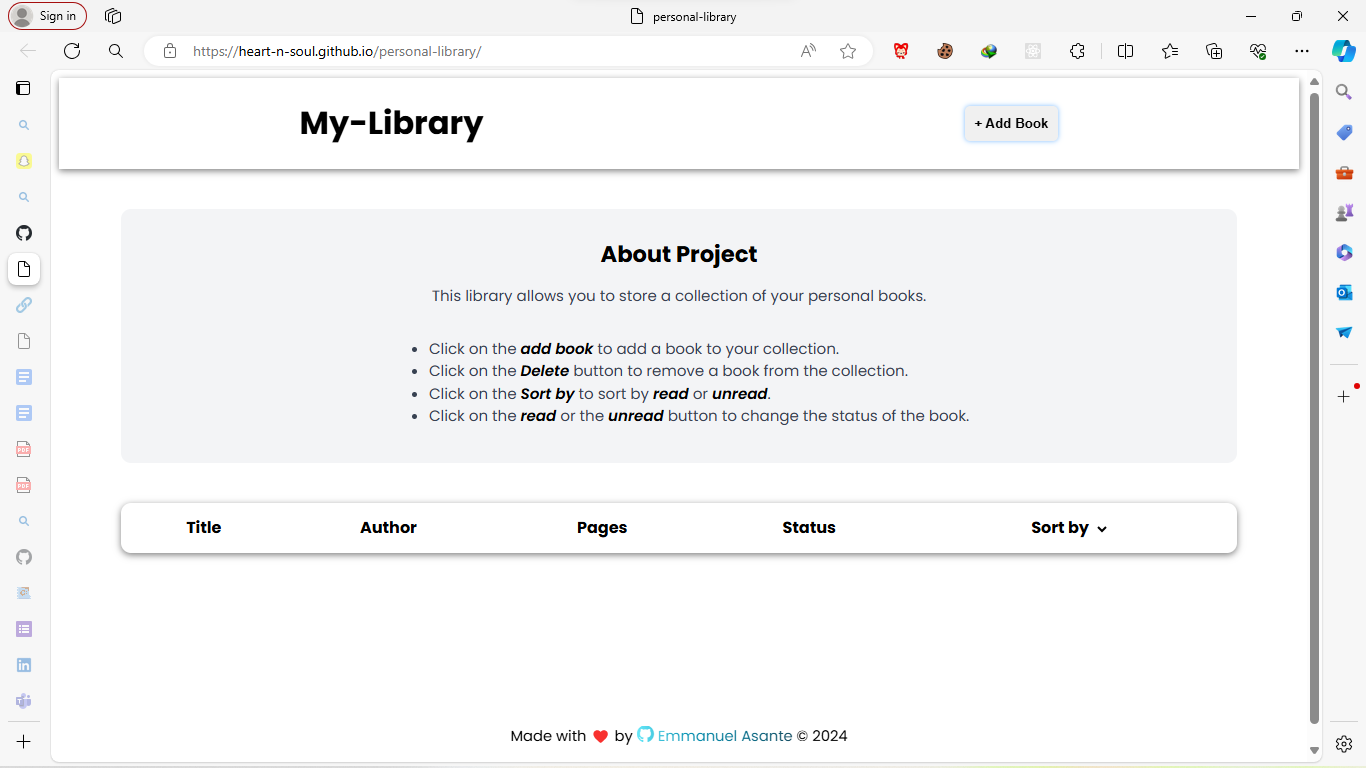 Sign in
personal-library
https://heart-n-soul.github.io/personal-library/
My-Library
+ Add Book
About Project
This library allows you to store a collection of your personal books.
• Click on the add book to add a book to your collection.
• Click on the Delete button to remove a book from the collection.
• Click on the Sort by to sort by read or unread.
• Click on the read or the unread button to change the status of the book.
Title Author Pages Status Sort by
Made with ❤ by Emmanuel Asante © 2024